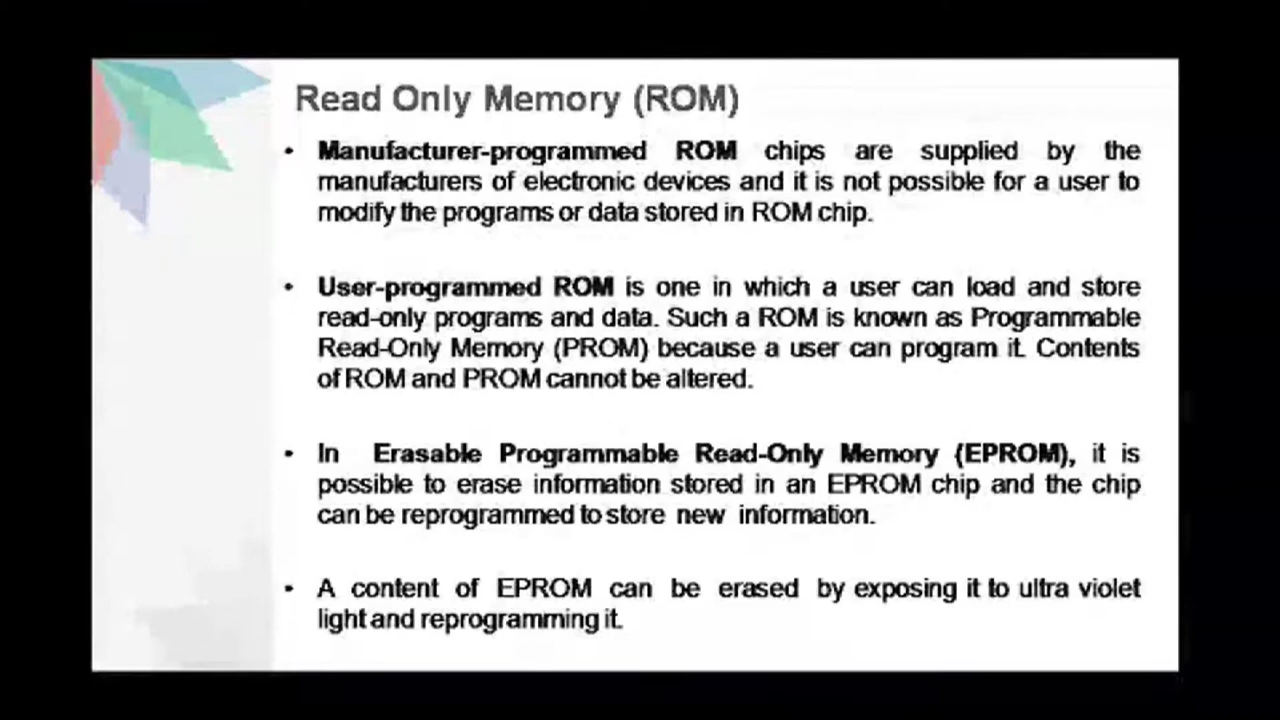 Read Only Memory (ROM)
• Manufacturer-programmed ROM chips are supplied by the
manufacturers of electronic devices and it is not possible for a user to
modify the programs or data stored in ROM chip.
• User-programmed ROM is one in which a user can load and store
read-only programs and data. Such a ROM is known as Programmable
Read-Only Memory (PROM) because a user can program it. Contents
of ROM and PROM cannot be altered.
• In Erasable Programmable Read-Only Memory (EPROM), it is
possible to erase information stored in an EPROM chip and the chip
can be reprogrammed to store new information.
• A content of EPROM can be erased by exposing it to ultra violet
light and reprogramming it.